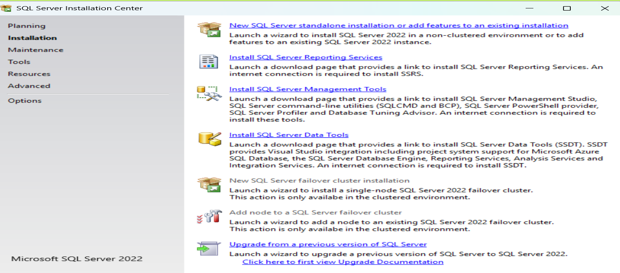 SQL Server Installation Center
Planning
Installation
Maintenance
Tools
Resources
Advanced
Options
Microsoft SQL Server 2022
New SQL Server standalone installation or add features to an existing installation
Launch a wizard to install SQL Server 2022 in a non-clustered environment or to add
features to an existing SQL Server 2022 instance.
Install SQL Server Reporting Services
Launch a download page that provides a link to install SQL Server Reporting Services. An
internet connection is required to install SSRS.
Install SQL Server Management Tools
Launch a download page that provides a link to install SQL Server Management Studio,
SQL Server command-line utilities (SQLCMD and BCP), SQL Server PowerShell provider,
SQL Server Profiler and Database Tuning Advisor. An internet connection is required to
install these tools.
Install SQL Server Data Tools
Launch a download page that provides a link to install SQL Server Data Tools (SSDT). SSDT
provides Visual Studio integration including project system support for Microsoft Azure
SQL Database, the SQL Server Database Engine, Reporting Services, Analysis Services and
Integration Services. An internet connection is required to install SSDT.
New SQL Server failover cluster installation
Launch a wizard to install a single-node SQL Server 2022 failover cluster.
This action is only availabe in the clustered environment.
Add node to a SQL Server failover cluster
Launch a wizard to add a node to an existing SQL Server 2022 failover cluster.
This action is only availabe in the clustered environment.
Upgrade from a previous version of SQL Server
Launch a wizard to upgrade a previous version of SQL Server to SQL Server 2022.
Click here to first view Upgrade Documentation